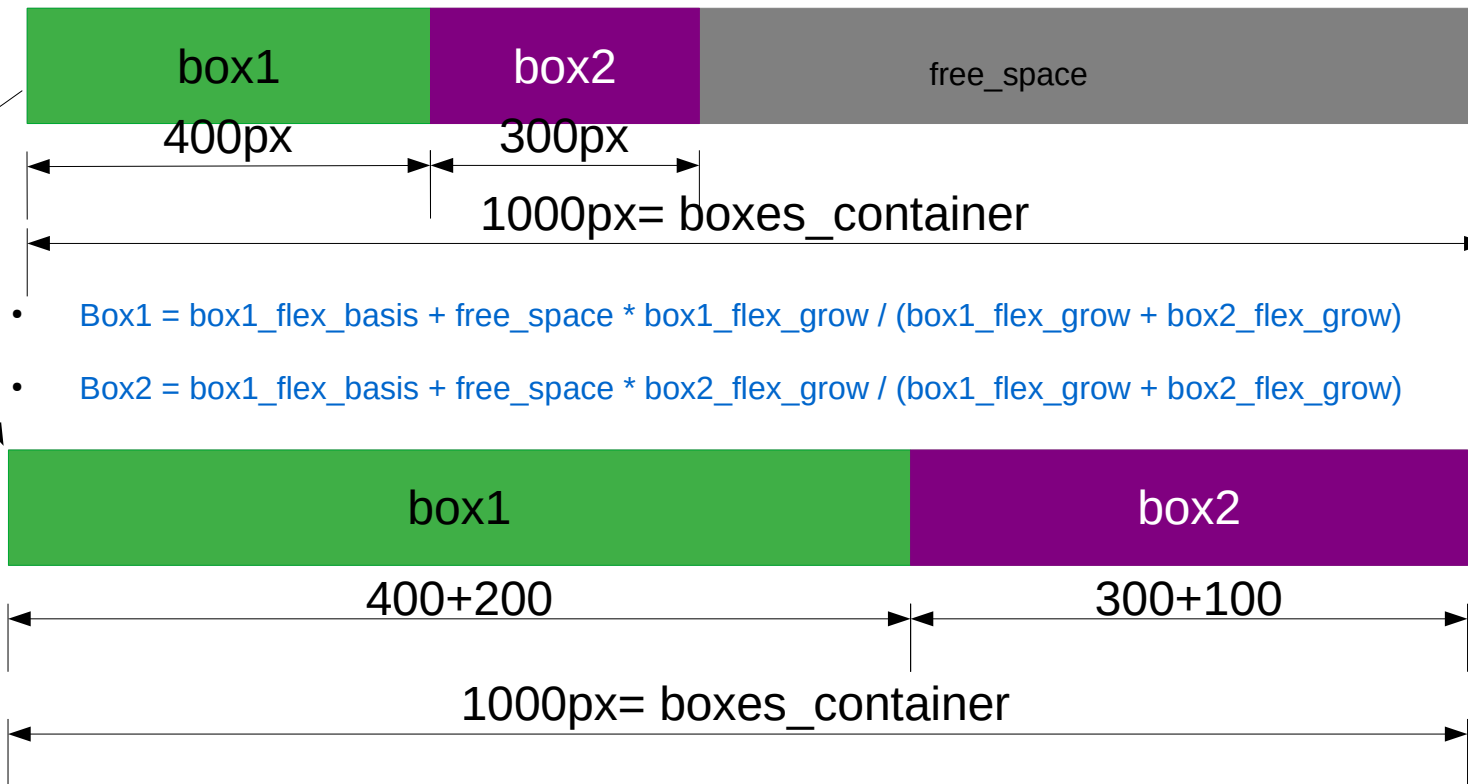 box1 box2 free_space
400px 300px
1000px= boxes_container
• Box1 = box1_flex_basis + free_space * box1_flex_grow / (box1_flex_grow + box2_flex_grow)
• Box2 = box1_flex_basis + free_space * box2_flex_grow / (box1_flex_grow + box2_flex_grow)
box1 box2
400+200 300+100
1000px= boxes_container